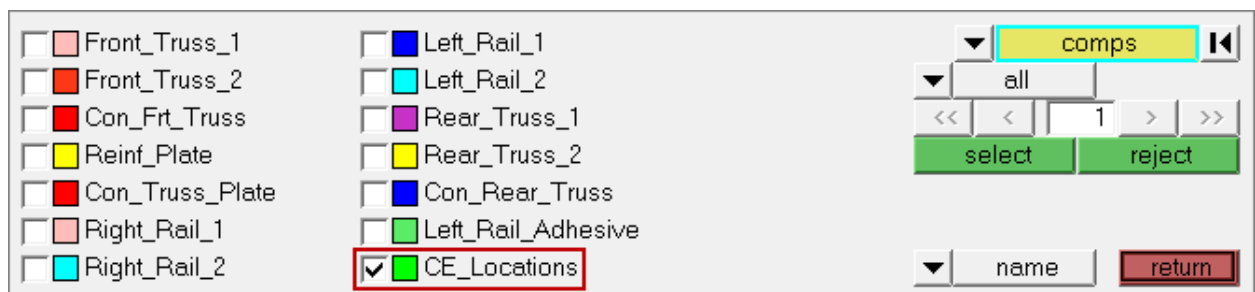 Front_Truss_1 Left_Rail_1 comps
Front_Truss_2 Left_Rail_2 all
Con_Frt_Truss Rear_Truss_1 << < 1 > >>
Reinf_Plate Rear_Truss_2 select reject
Con_Truss_Plate Con_Rear_Truss
Right_Rail_1 Left_Rail_Adhesive
Right_Rail_2 CE_Locations name return